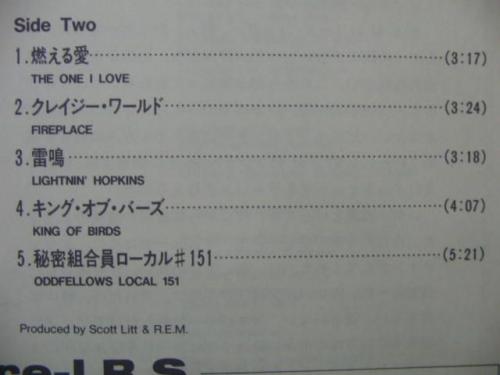 Side Two
1.燃える愛……………………………………(3:17)
THE ONE I LOVE
2.クレイジー・ワールド……………………………(3:24)
FIREPLACE
3.雷鳴………………………………………(3:18)
LIGHTNIN' HOPKINS
4.キング・オブ・バーズ……………………………(4:07)
KING OF BIRDS
5.秘密組合員ローカル♯151………………………(5:21)
ODDFELLOWS LOCAL 151
Produced by Scott Litt & R.E.M.